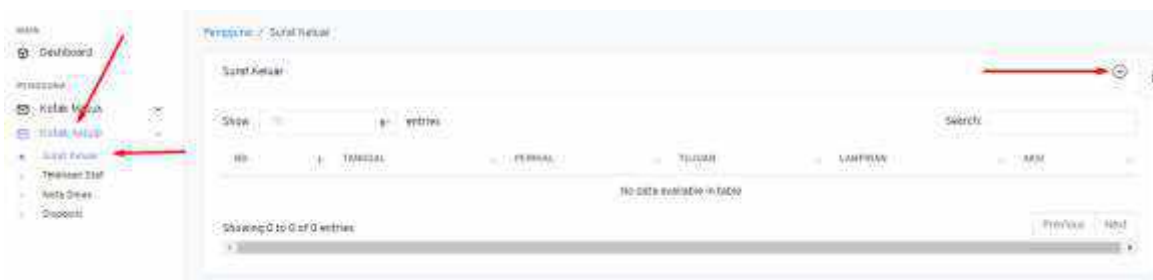 MAIN
Dashboard
PENGGUNA
Kotak Masuk
Kotak Keluar
Surat Keluar
Telaahan Staf
Nota Dinas
Disposisi
Pengguna / Surat Keluar
Surat Keluar
Show entries
Search:
NO TANGGAL PERIHAL TUJUAN LAMPIRAN AKSI
No data available in table
Showing 0 to 0 of 0 entries
Previous Next